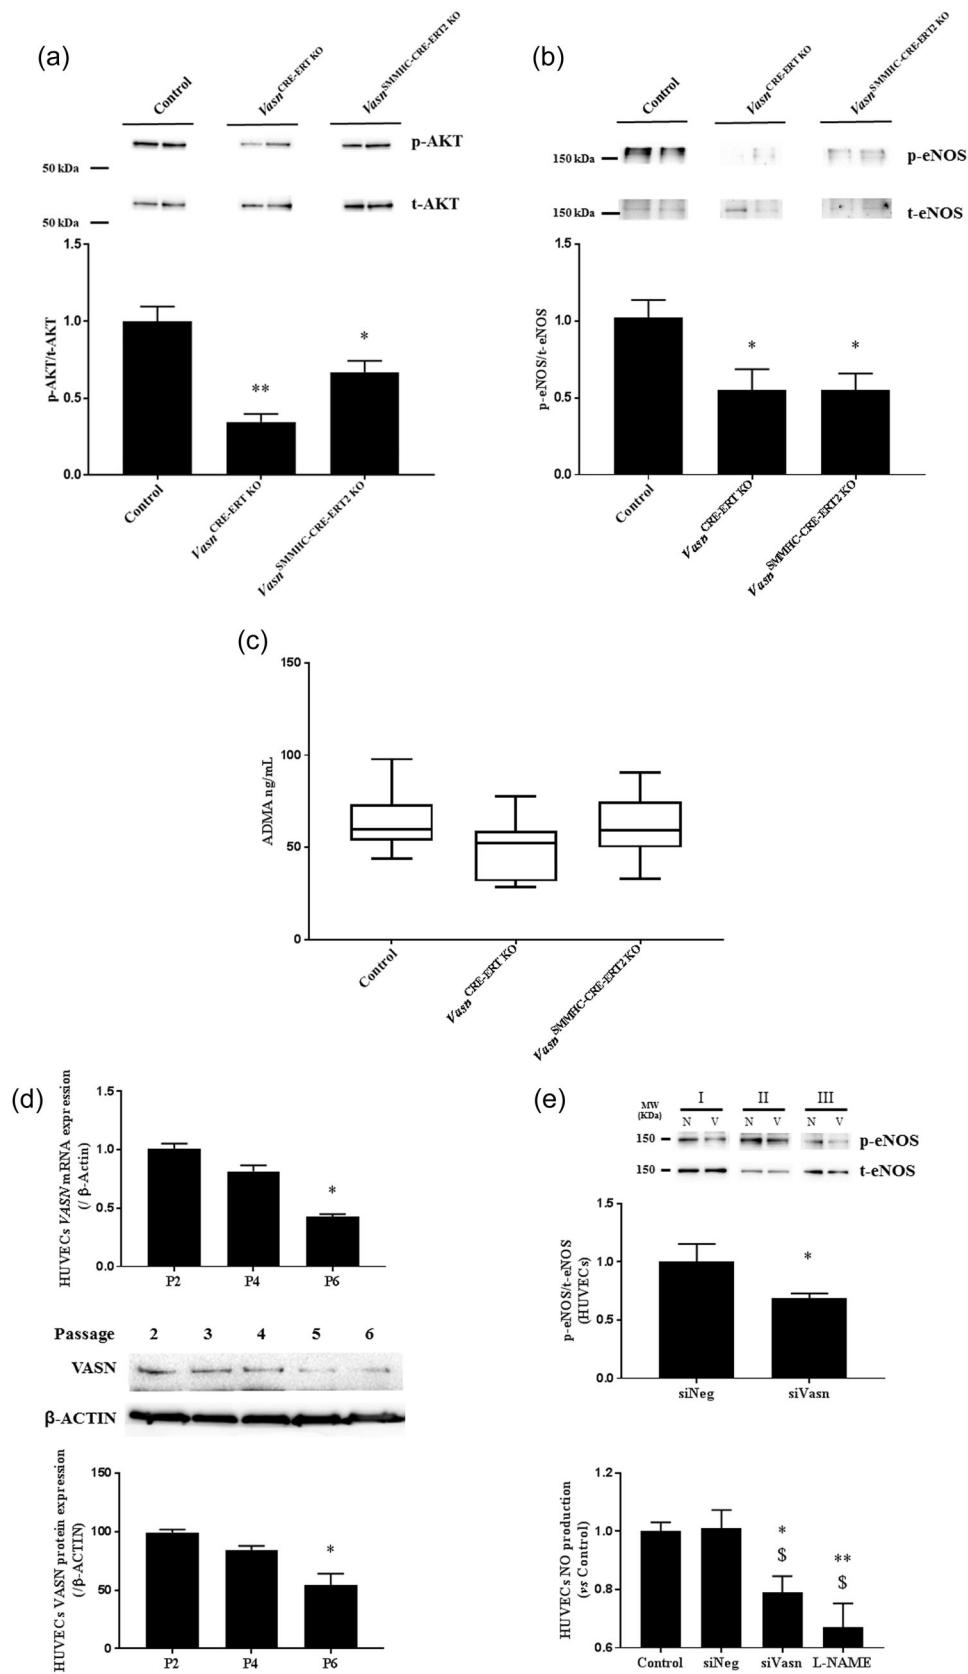 (a)
Control
Vasn CRE-ERT KO
Vasn SMMHC-CRE-ERT2 KO
p-AKT
50 kDa
t-AKT
50 kDa
p-AKT/t-AKT
1.5
1.0
0.5
0.0
**
*
Control
Vasn CRE-ERT KO
Vasn SMMHC-CRE-ERT2 KO
(b)
Control
Vasn CRE-ERT KO
Vasn SMMHC-CRE-ERT2 KO
150 kDa
p-eNOS
150 kDa
t-eNOS
p-eNOS/t-eNOS
1.5
1.0
0.5
0.0
*
*
Control
Vasn CRE-ERT KO
Vasn SMMHC-CRE-ERT2 KO
(c)
ADMA ng/mL
150
100
50
0
Control
Vasn CRE-ERT KO
Vasn SMMHC-CRE-ERT2 KO
(d)
HUVECs VASN mRNA expression
(/ β-Actin)
1.5
1.0
0.5
0.0
*
P2 P4 P6
Passage 2 3 4 5 6
VASN
β-ACTIN
HUVECs VASN protein expression
(/β-ACTIN)
150
100
50
0
*
P2 P4 P6
(e)
MW
(KDa)
I II III
N V N V N V
150 p-eNOS
150 t-eNOS
p-eNOS/t-eNOS
(HUVECs)
1.5
1.0
0.5
0.0
*
siNeg siVasn
HUVECs NO production
(vs Control)
1.2
1.0
0.8
0.6
*
$
**
$
Control siNeg siVasn L-NAME